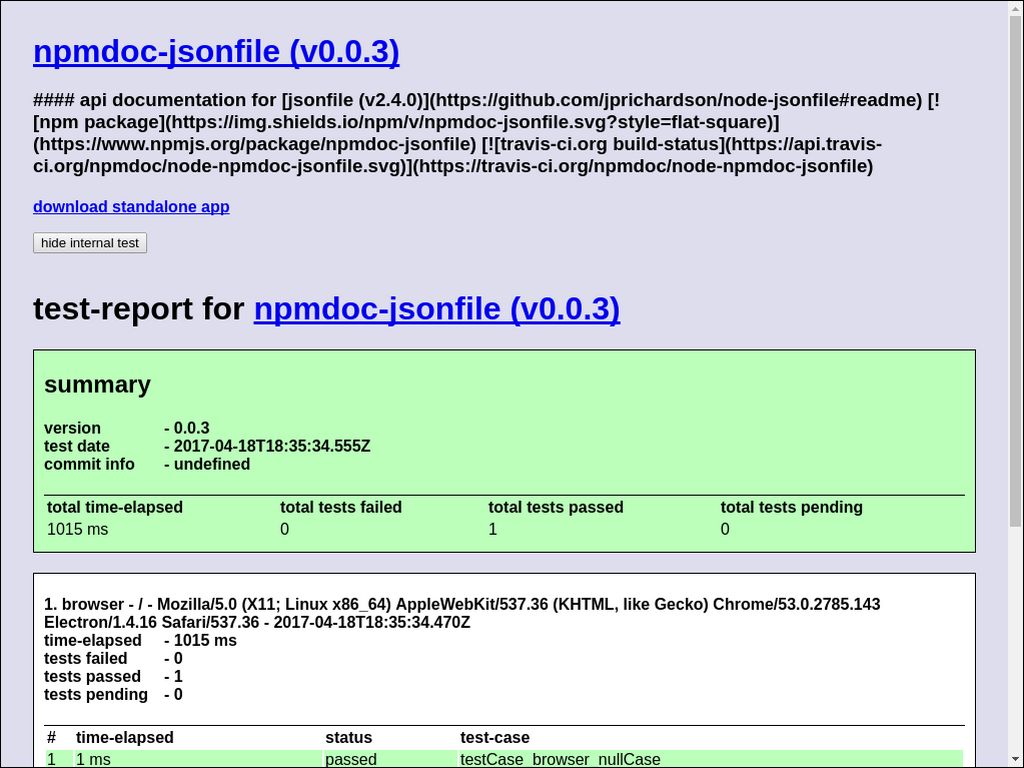 npmdoc-jsonfile (v0.0.3)
#### api documentation for [jsonfile (v2.4.0)](https://github.com/jprichardson/node-jsonfile#readme) [!
[npm package](https://img.shields.io/npm/v/npmdoc-jsonfile.svg?style=flat-square)]
(https://www.npmjs.org/package/npmdoc-jsonfile) [![travis-ci.org build-status](https://api.travis-
ci.org/npmdoc/node-npmdoc-jsonfile.svg)](https://travis-ci.org/npmdoc/node-npmdoc-jsonfile)
download standalone app
hide internal test
test-report for npmdoc-jsonfile (v0.0.3)
summary
version - 0.0.3
test date - 2017-04-18T18:35:34.555Z
commit info - undefined
total time-elapsed total tests failed total tests passed total tests pending
1015 ms 0 1 0
1. browser - / - Mozilla/5.0 (X11; Linux x86_64) AppleWebKit/537.36 (KHTML, like Gecko) Chrome/53.0.2785.143
Electron/1.4.16 Safari/537.36 - 2017-04-18T18:35:34.470Z
time-elapsed - 1015 ms
tests failed - 0
tests passed - 1
tests pending - 0
# time-elapsed status test-case
1 1 ms passed testCase_browser_nullCase